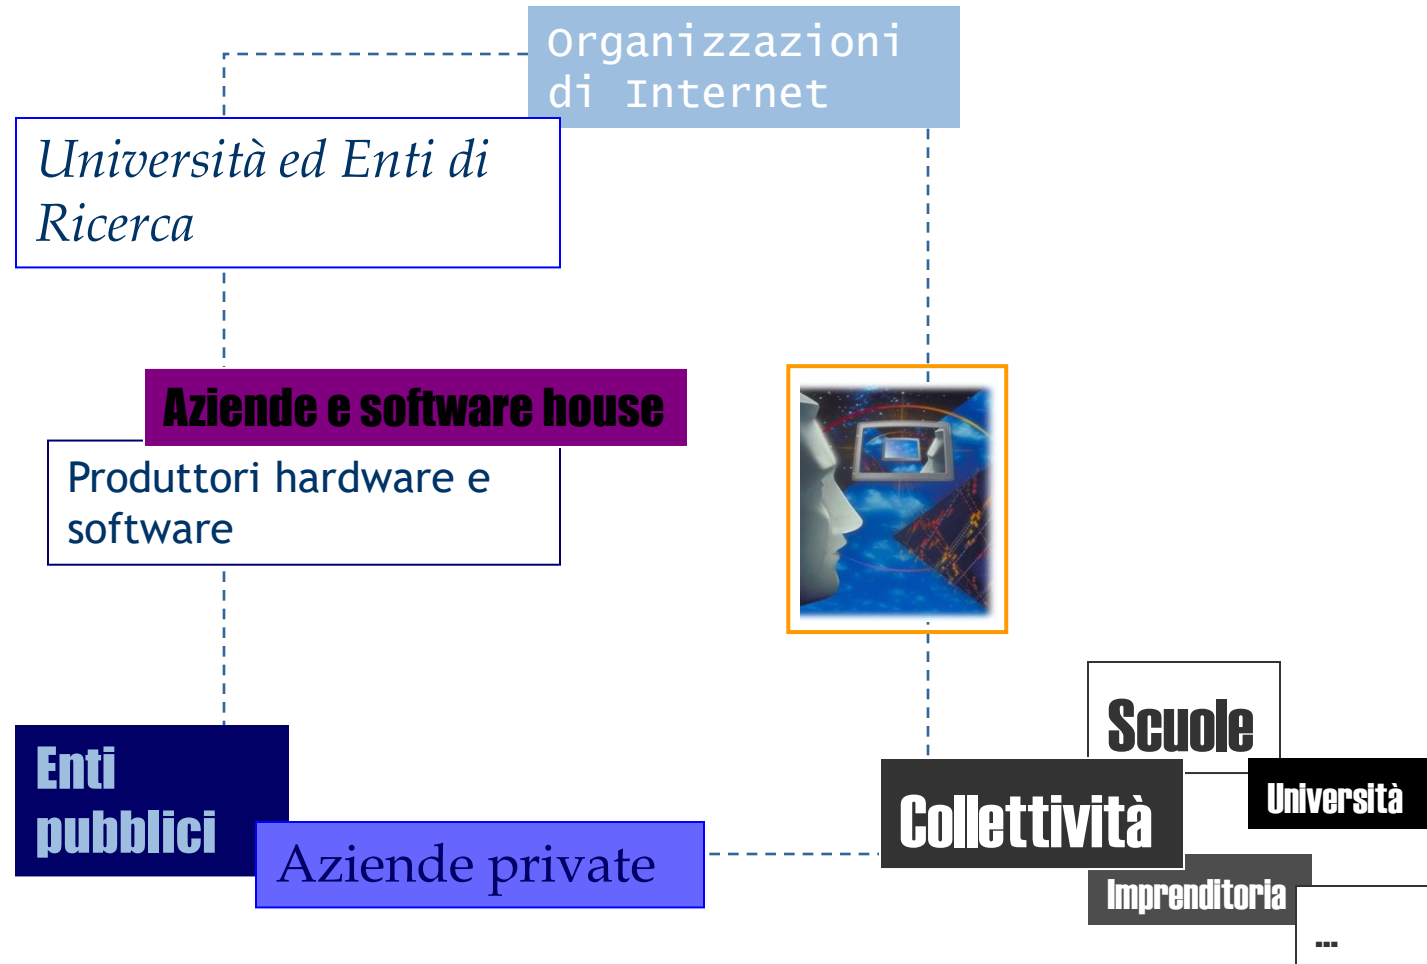 Organizzazioni
di Internet
Università ed Enti di
Ricerca
Aziende e software house
Produttori hardware e
software
Enti
pubblici
Aziende private
Scuole
Collettività
Università
Imprenditoria
...